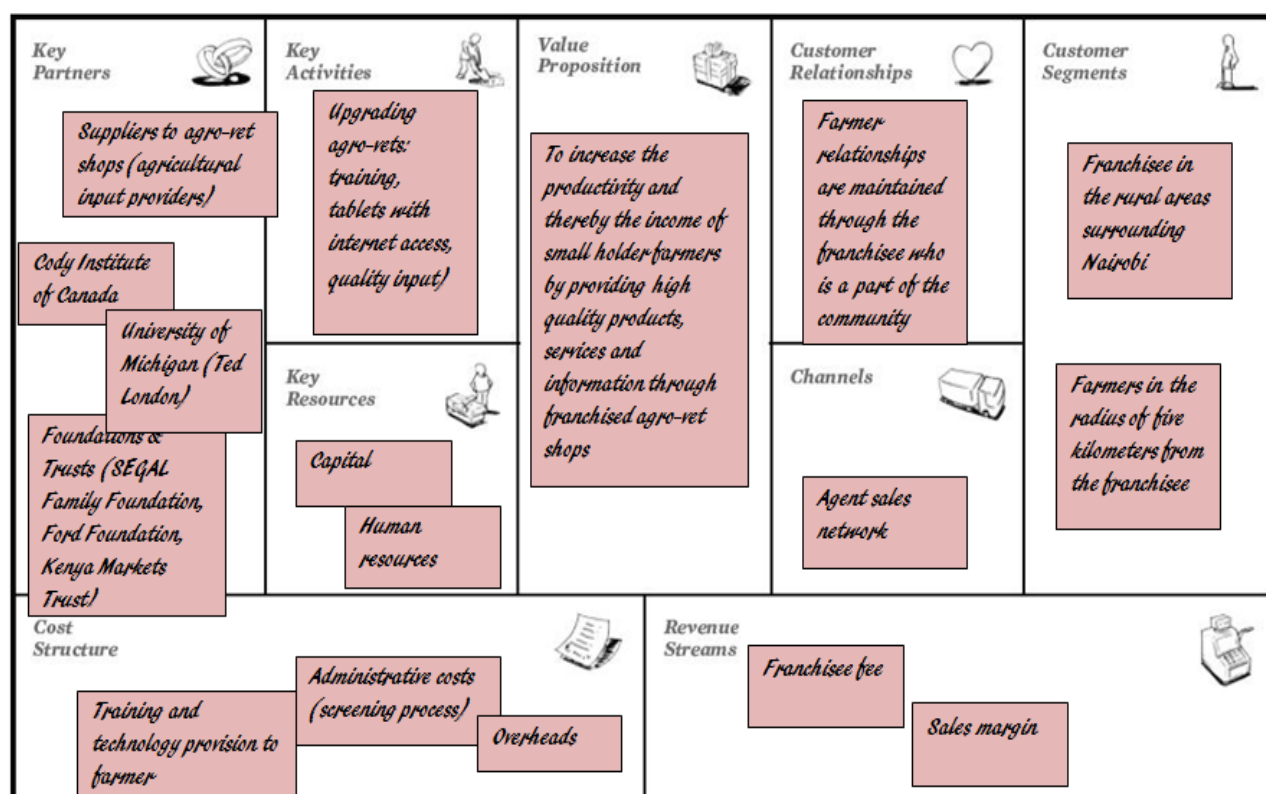 Key
Partners
Suppliers to agro-vet
shops (agricultural
input providers)
Cody Institute
of Canada
University of
Michigan (Ted
London)
Foundations &
Trusts (SEGAL
Family Foundation,
Ford Foundation,
Kenya Markets
Trust)
Key
Activities
Upgrading
agro-vets:
training,
tablets with
internet access,
quality input)
Key
Resources
Capital
Human
resources
Value
Proposition
To increase the
productivity and
thereby the income of
small holder farmers
by providing high
quality products,
services and
information through
franchised agro-vet
shops
Customer
Relationships
Farmer
relationships
are maintained
through the
franchisee who
is a part of the
community
Channels
Agent sales
network
Customer
Segments
Franchisee in
the rural areas
surrounding
Nairobi
Farmers in the
radius of five
kilometers from
the franchisee
Cost
Structure
Training and
technology provision to
farmer
Administrative costs
(screening process)
Overheads
Revenue
Streams
Franchisee fee
Sales margin